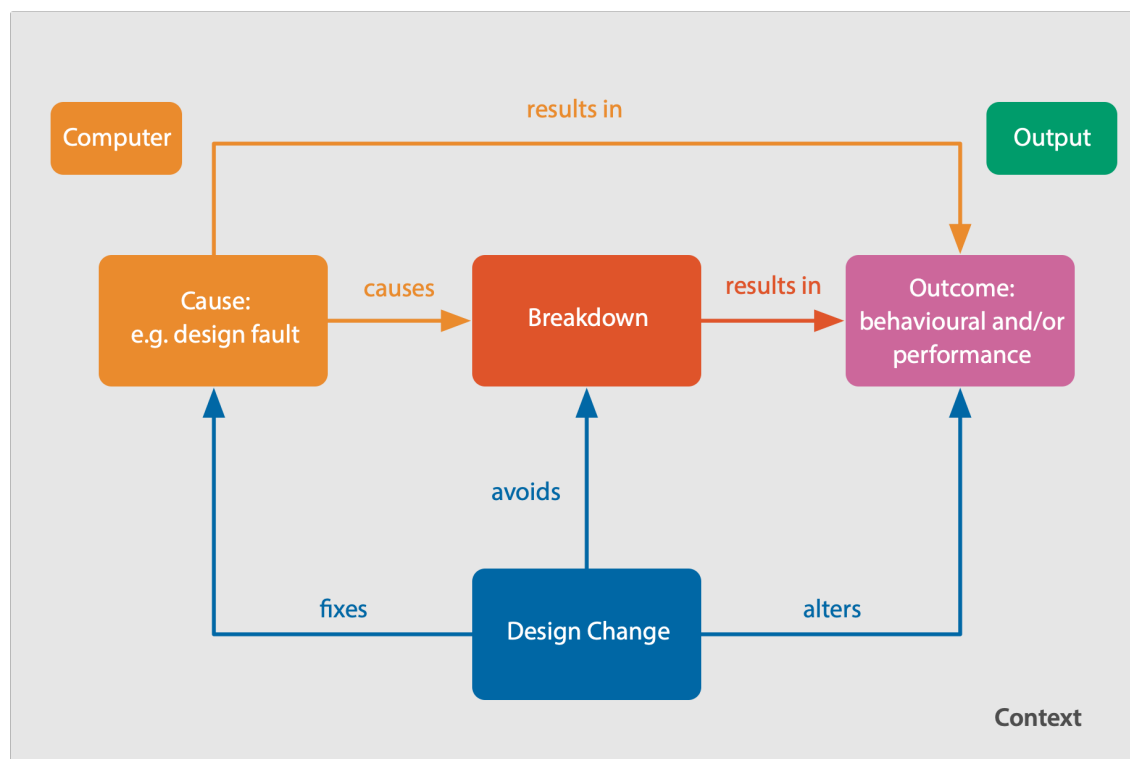 results in
Computer
Output
Cause:
e.g. design fault
causes
Breakdown
results in
Outcome:
behavioural and/or
performance
avoids
fixes
Design Change
alters
Context